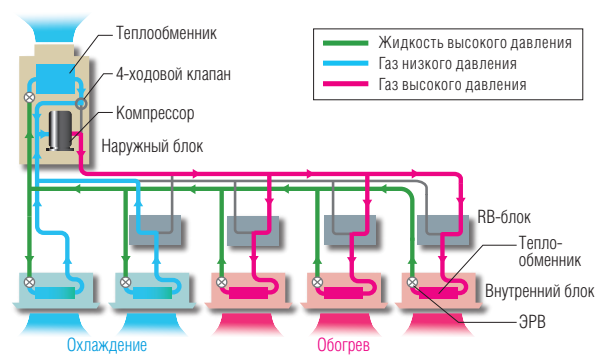 Теплообменник
4-ходовой клапан
Компрессор
Наружный блок
Жидкость высокого давления
Газ низкого давления
Газ высокого давления
RB-блок
Тепло-
обменник
Внутренний блок
ЭРВ
Охлаждение
Обогрев